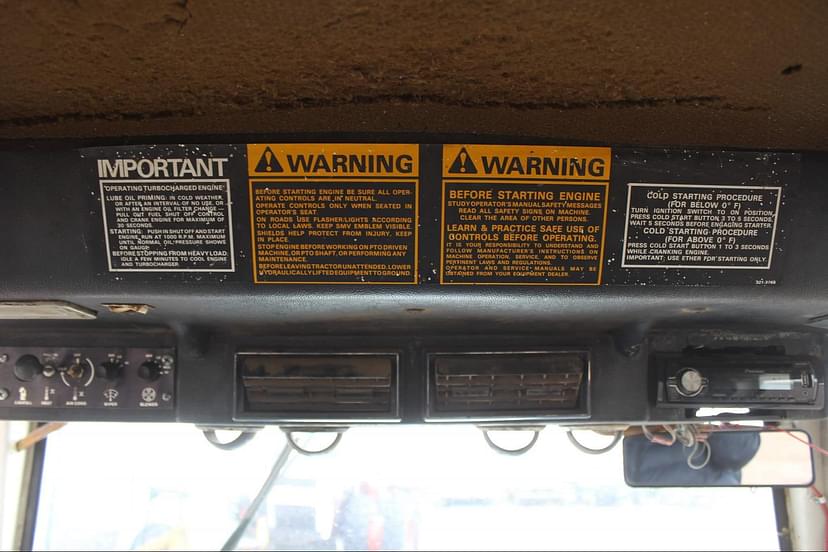 IMPORTANT
"OPERATING TURBOCHARGED ENGINE"
LUBE OIL PRIMING: IN COLD WEATHER,
OR AFTER AN INTERVAL OF NO USE, OR
WITH AN ENGINE OIL FILTER CHANGE —
PULL OUT FUEL SHUT OFF CONTROL
AND CRANK ENGINE FOR MAXIMUM OF
30 SECONDS.
STARTING: PUSH IN SHUT OFF AND START
ENGINE, RUN AT 1000 R.P.M. MAXIMUM
UNTIL NORMAL OIL PRESSURE SHOWS
ON GAUGE.
BEFORE STOPPING FROM HEAVY LOAD.
IDLE A FEW MINUTES TO COOL ENGINE
AND TURBOCHARGER.
WARNING
BEFORE STARTING ENGINE BE SURE ALL OPER-
ATING CONTROLS ARE IN NEUTRAL.
OPERATE CONTROLS ONLY WHEN SEATED IN
OPERATOR'S SEAT.
ON ROADS USE FLASHER/LIGHTS ACCORDING
TO LOCAL LAWS. KEEP SMV EMBLEM VISIBLE.
SHIELDS HELP PROTECT FROM INJURY. KEEP
IN PLACE.
STOP ENGINE BEFORE WORKING ON PTO DRIVEN
MACHINE, OR PTO SHAFT, OR PERFORMING ANY
MAINTENANCE.
BEFORE LEAVING TRACTOR UNATTENDED, LOWER
HYDRAULICALLY LIFTED EQUIPMENT TO GROUND.
WARNING
BEFORE STARTING ENGINE
STUDY OPERATOR'S MANUAL SAFETY MESSAGES
READ ALL SAFETY SIGNS ON MACHINE.
CLEAR THE AREA OF OTHER PERSONS.
LEARN & PRACTICE SAFE USE OF
CONTROLS BEFORE OPERATING.
IT IS YOUR RESPONSIBILITY TO UNDERSTAND AND
FOLLOW MANUFACTURER'S INSTRUCTIONS ON
MACHINE OPERATION, SERVICE, AND TO OBSERVE
PERTINENT LAWS AND REGULATIONS.
OPERATOR AND SERVICE MANUALS MAY BE
OBTAINED FROM YOUR EQUIPMENT DEALER.
COLD STARTING PROCEDURE
(FOR BELOW 0° F)
TURN IGNITION SWITCH TO ON POSITION
PRESS COLD START BUTTON 3 TO 5 SECONDS
WAIT 5 SECONDS BEFORE ENGAGING STARTER.
COLD STARTING PROCEDURE
(FOR ABOVE 0° F)
PRESS COLD START BUTTON 1 TO 3 SECONDS
WHILE CRANKING ENGINE.
IMPORTANT: USE ETHER FOR STARTING ONLY.
WIPER
BLOWER
Pioneer